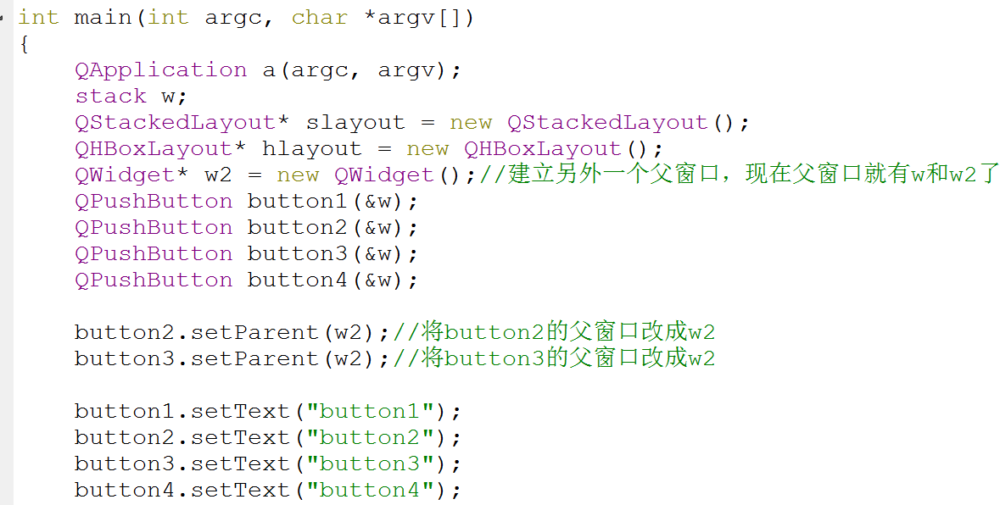 int main(int argc, char *argv[])
{
    QApplication a(argc, argv);
    stack w;
    QStackedLayout* slayout = new QStackedLayout();
    QHBoxLayout* hlayout = new QHBoxLayout();
    QWidget* w2 = new QWidget();//建立另外一个父窗口，现在父窗口就有w和w2了
    QPushButton button1(&w);
    QPushButton button2(&w);
    QPushButton button3(&w);
    QPushButton button4(&w);

    button2.setParent(w2);//将button2的父窗口改成w2
    button3.setParent(w2);//将button3的父窗口改成w2

    button1.setText("button1");
    button2.setText("button2");
    button3.setText("button3");
    button4.setText("button4");